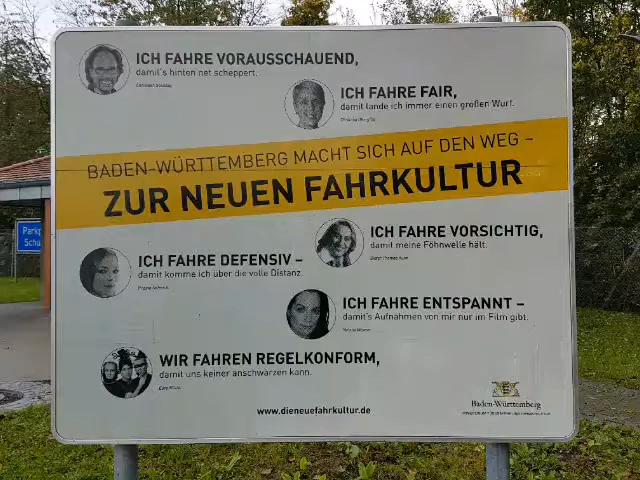 ICH FAHRE VORAUSSCHAUEND,
damit's hinten net scheppert.
ICH FAHRE FAIR,
damit lande ich immer einen großen Wurf.
BADEN-WÜRTTEMBERG MACHT SICH AUF DEN WEG –
ZUR NEUEN FAHRKULTUR
ICH FAHRE VORSICHTIG,
damit meine Föhnwelle hält.
Parkp
Schu
ICH FAHRE DEFENSIV –
damit komme ich über die volle Distanz.
ICH FAHRE ENTSPANNT –
damit's Aufnahmen von mir nur im Film gibt.
WIR FAHREN REGELKONFORM,
damit uns keiner anschwärzen kann.
www.dieneuefahrkultur.de
Baden-Württemberg